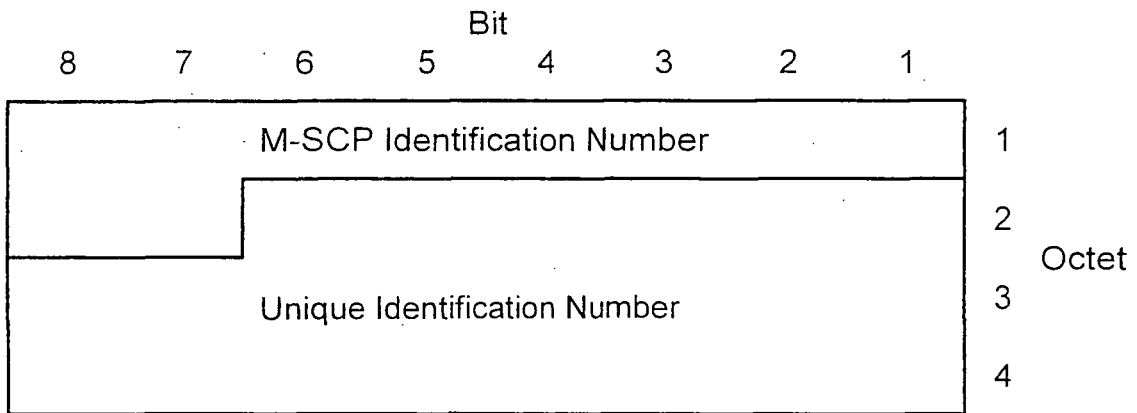 Bit
8 7 6 5 4 3 2 1
M-SCP Identification Number 1
2
Octet
Unique Identification Number 3
4